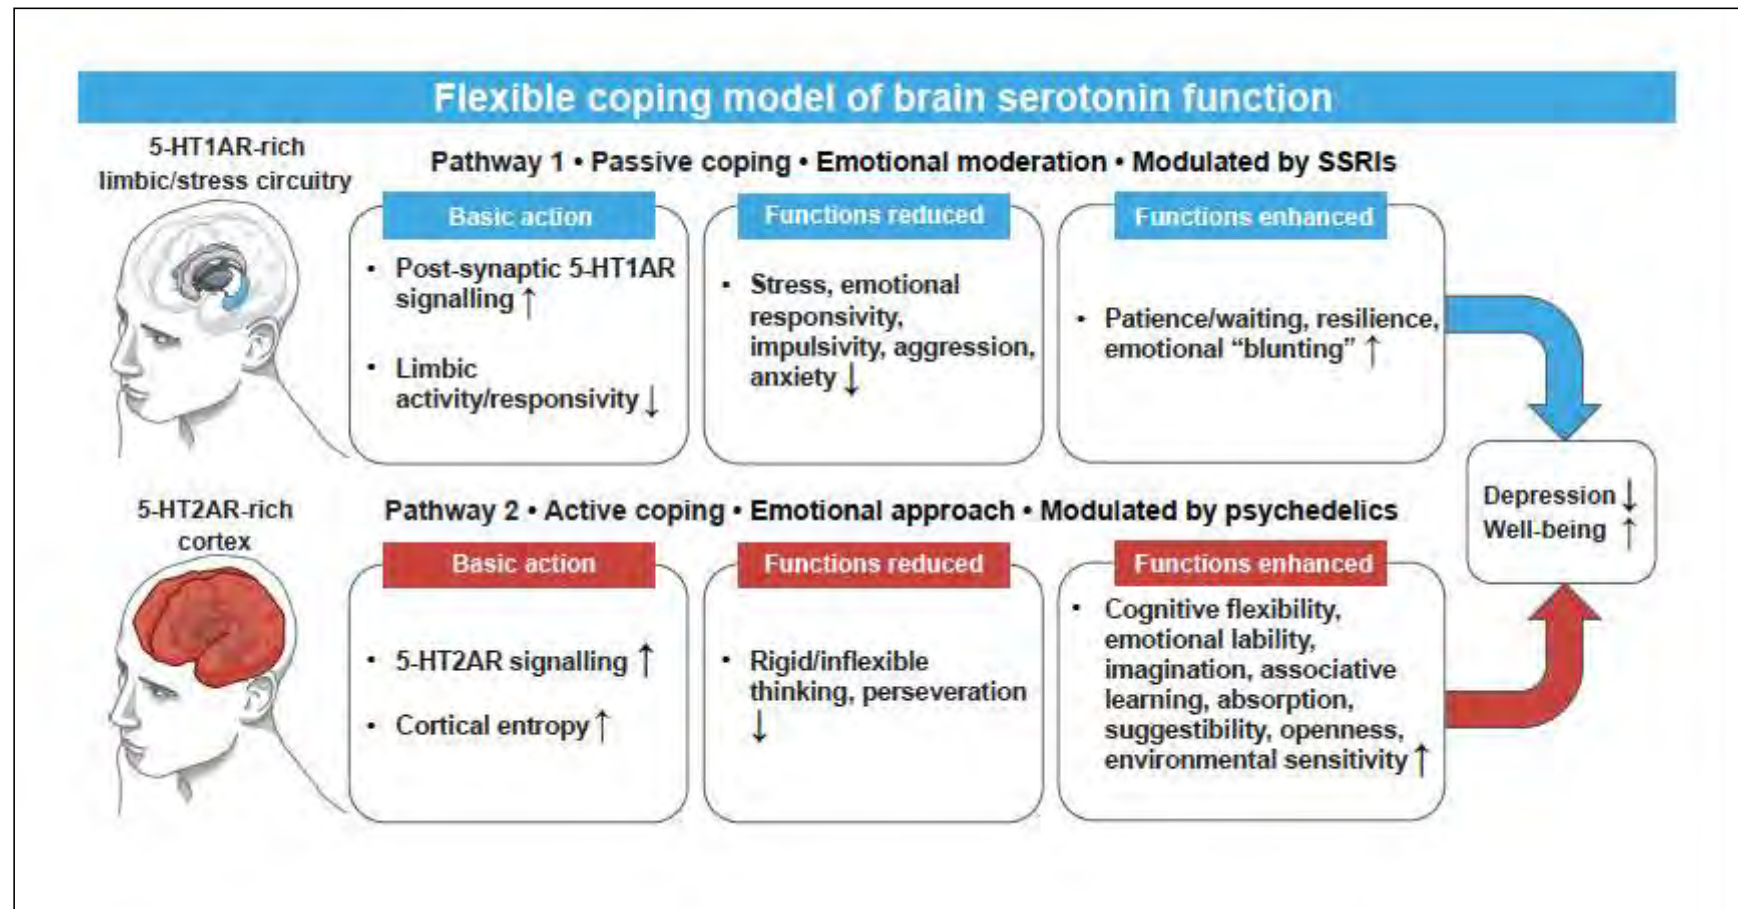 Flexible coping model of brain serotonin function
5-HT1AR-rich
limbic/stress circuitry
Pathway 1 • Passive coping • Emotional moderation • Modulated by SSRIs
Basic action
• Post-synaptic 5-HT1AR
signalling ↑
• Limbic
activity/responsivity ↓
Functions reduced
• Stress, emotional
responsivity,
impulsivity, aggression,
anxiety ↓
Functions enhanced
• Patience/waiting, resilience,
emotional “blunting” ↑
5-HT2AR-rich
cortex
Pathway 2 • Active coping • Emotional approach • Modulated by psychedelics
Basic action
• 5-HT2AR signalling ↑
• Cortical entropy ↑
Functions reduced
• Rigid/inflexible
thinking, perseveration
↓
Functions enhanced
• Cognitive flexibility,
emotional lability,
imagination, associative
learning, absorption,
suggestibility, openness,
environmental sensitivity ↑
Depression ↓
Well-being ↑